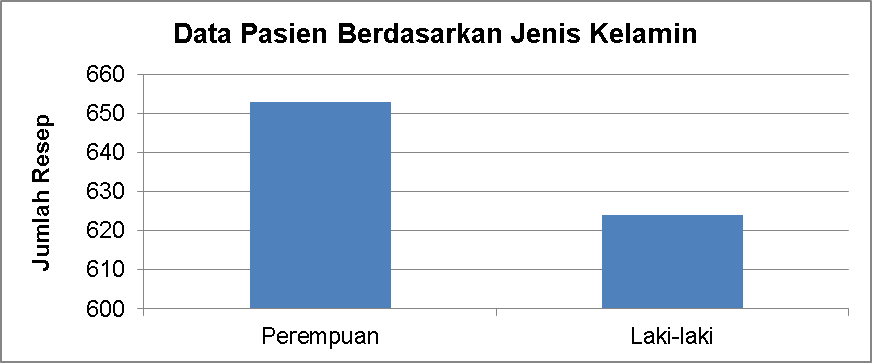 Data Pasien Berdasarkan Jenis Kelamin
Jumlah Resep
660
650
640
630
620
610
600
Perempuan Laki-laki